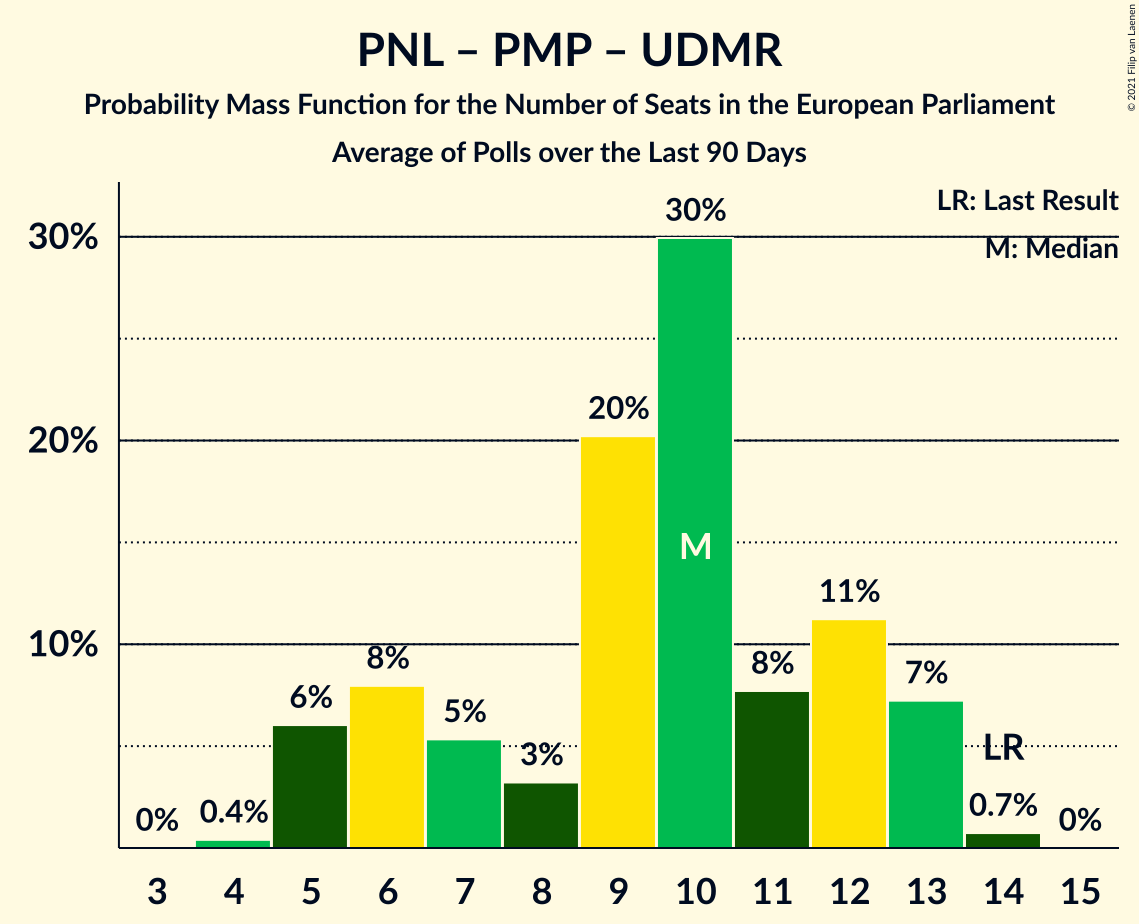 PNL – PMP – UDMR
Probability Mass Function for the Number of Seats in the European Parliament
Average of Polls over the Last 90 Days
© 2021 Filip van Laenen
LR: Last Result
M: Median
30%
20%
10%
0%
0.4%
6%
8%
5%
3%
20%
30%
M
8%
11%
7%
LR
0.7%
0%
3 4 5 6 7 8 9 10 11 12 13 14 15